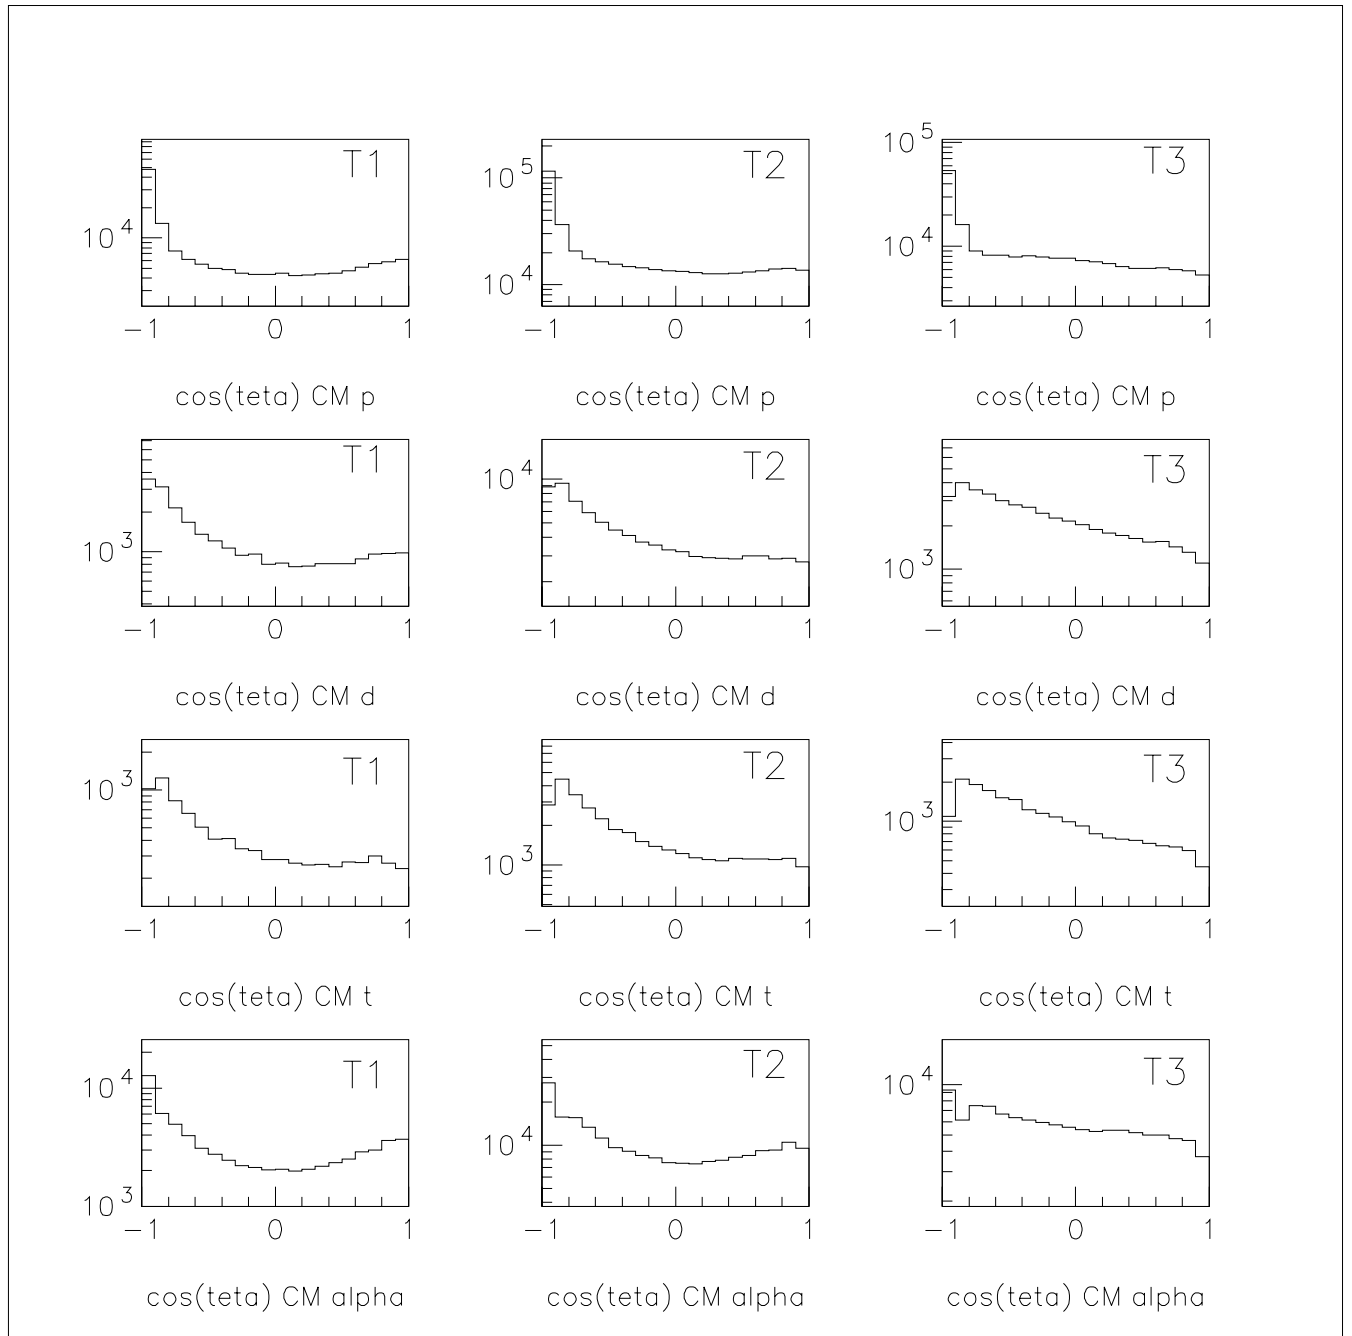 T1 T2 T3
10^5
10^5
10^4 10^4
10^4
-1 0 1 -1 0 1 -1 0 1
cos(teta) CM p cos(teta) CM p cos(teta) CM p
T1 T2 T3
10^4
10^3 10^3
-1 0 1 -1 0 1 -1 0 1
cos(teta) CM d cos(teta) CM d cos(teta) CM d
T1 T2 T3
10^3 10^3
10^3
-1 0 1 -1 0 1 -1 0 1
cos(teta) CM t cos(teta) CM t cos(teta) CM t
T1 T2 T3
10^4 10^4
10^4
10^3
-1 0 1 -1 0 1 -1 0 1
cos(teta) CM alpha cos(teta) CM alpha cos(teta) CM alpha